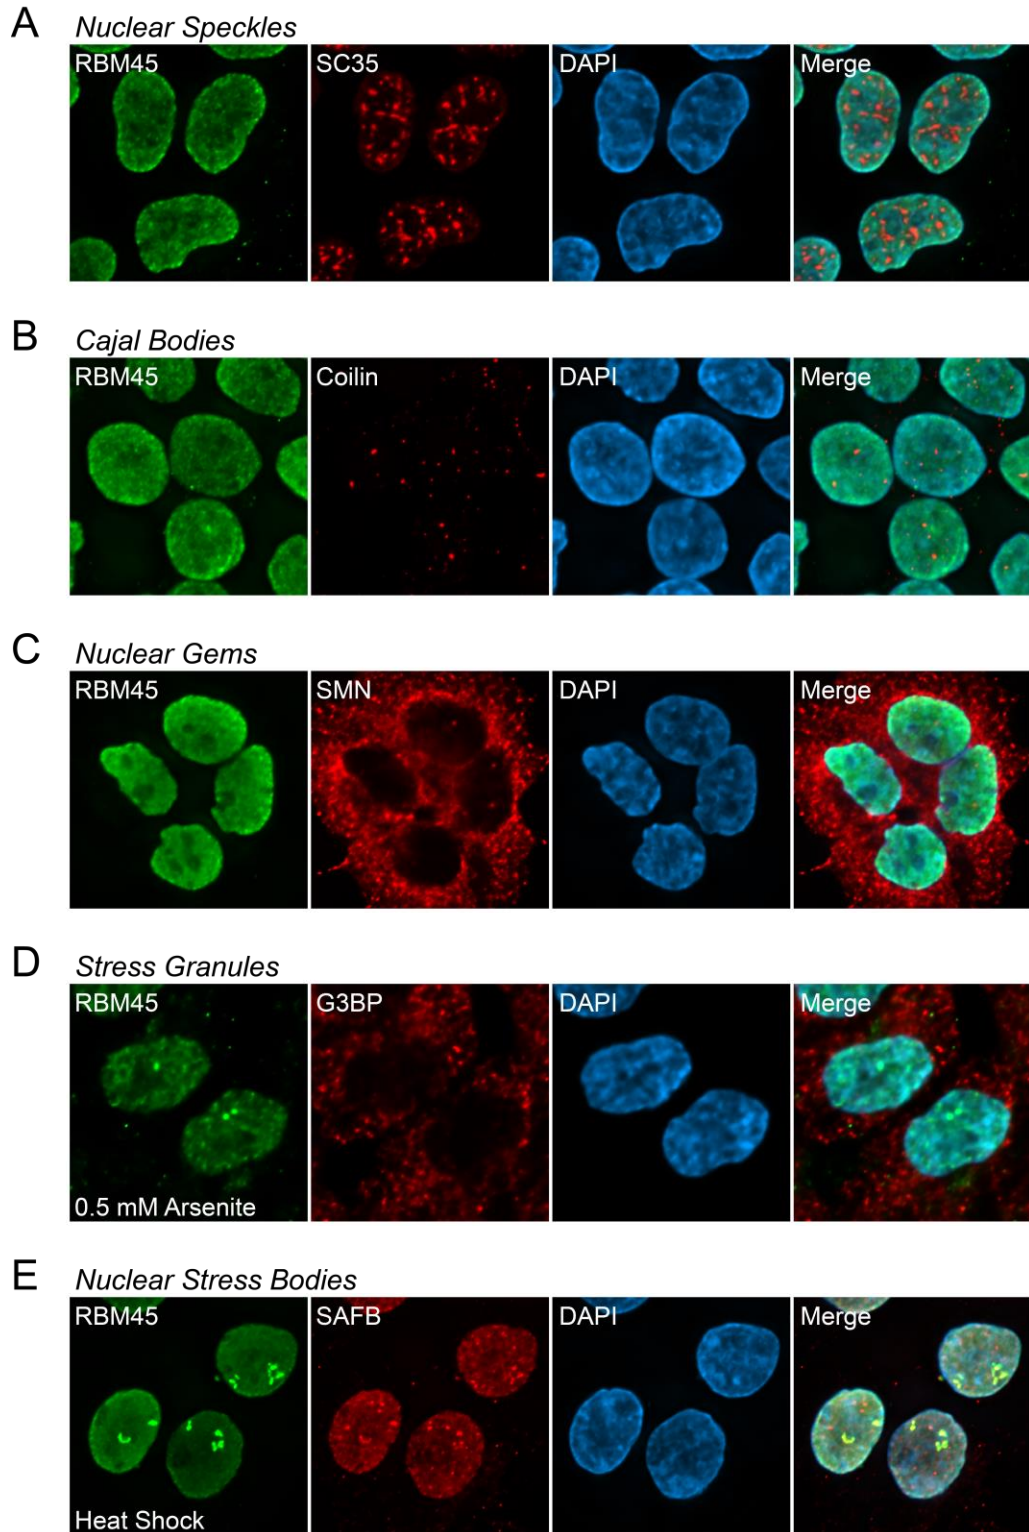 A Nuclear Speckles
RBM45 SC35 DAPI Merge
B Cajal Bodies
RBM45 Coilin DAPI Merge
C Nuclear Gems
RBM45 SMN DAPI Merge
D Stress Granules
RBM45 G3BP DAPI Merge
0.5 mM Arsenite
E Nuclear Stress Bodies
RBM45 SAFB DAPI Merge
Heat Shock